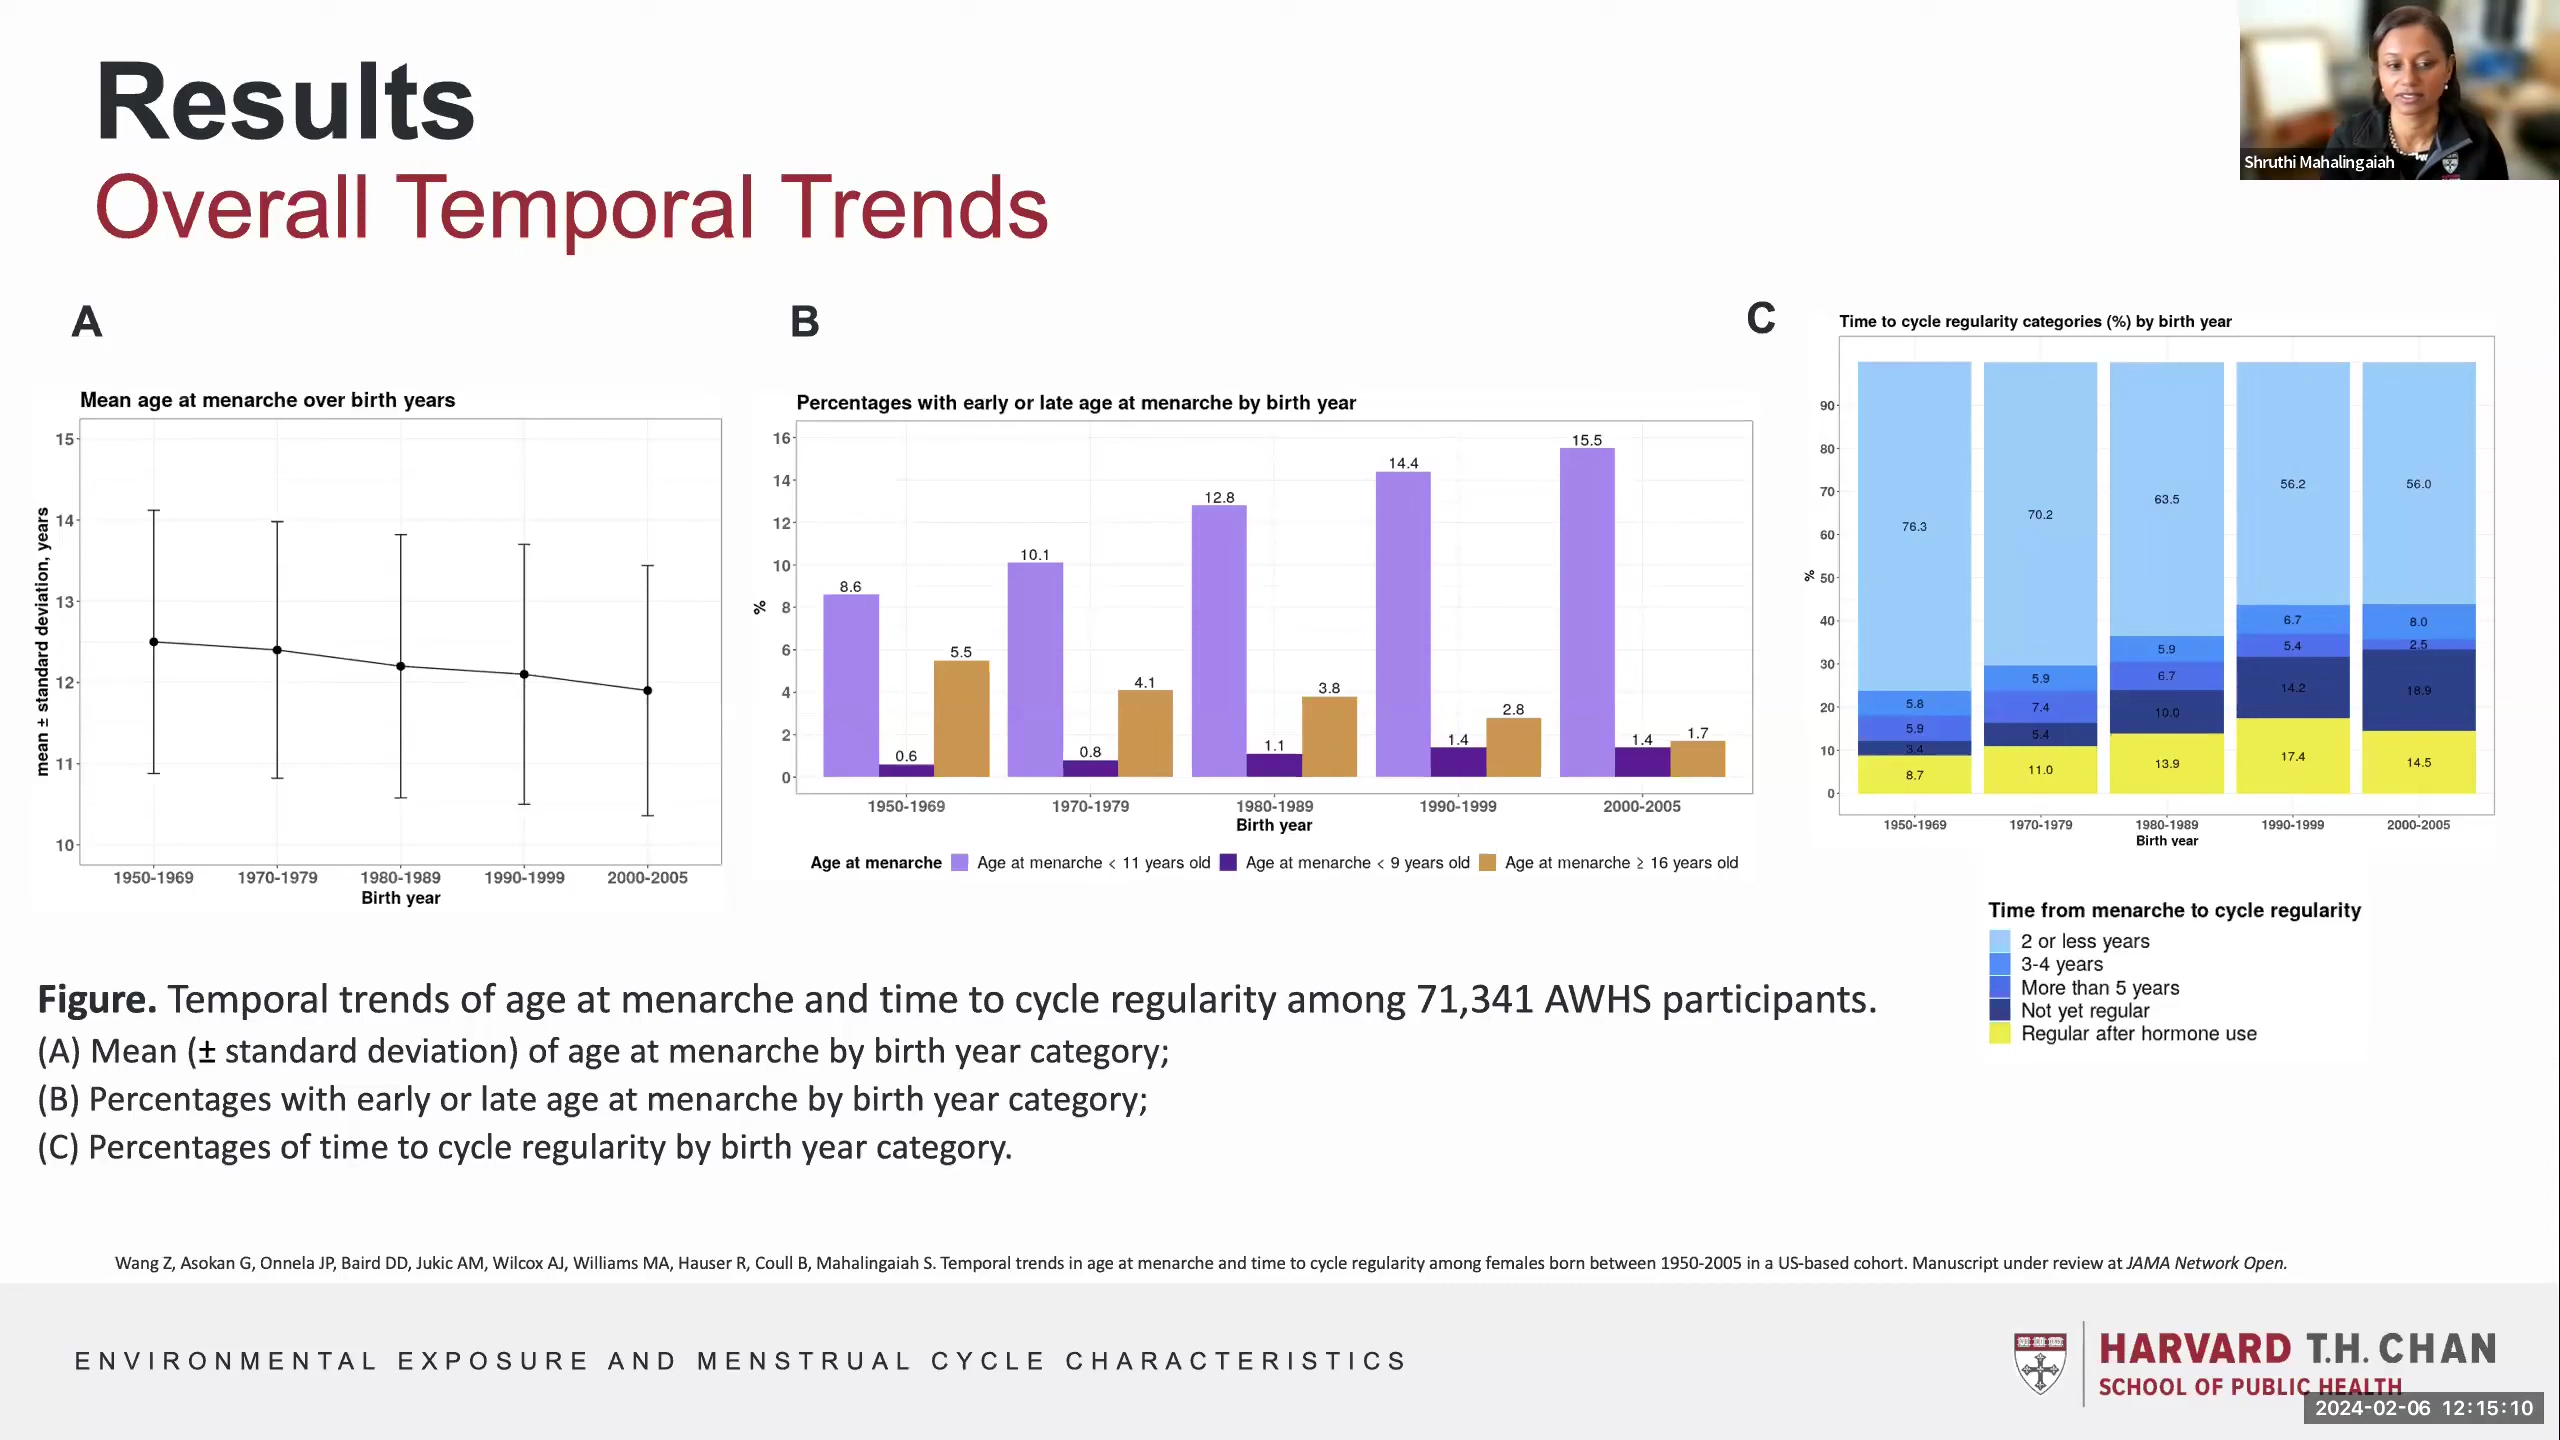 Results
Overall Temporal Trends
Shruthi Mahalingaiah
A
Mean age at menarche over birth years
mean ± standard deviation, years
15
14
13
12
11
10
1950-1969 1970-1979 1980-1989 1990-1999 2000-2005
Birth year
B
Percentages with early or late age at menarche by birth year
%
16
14
12
10
8
6
4
2
0
8.6 0.6 5.5
10.1 0.8 4.1
12.8 1.1 3.8
14.4 1.4 2.8
15.5 1.4 1.7
1950-1969 1970-1979 1980-1989 1990-1999 2000-2005
Birth year
Age at menarche Age at menarche < 11 years old Age at menarche < 9 years old Age at menarche ≥ 16 years old
C
Time to cycle regularity categories (%) by birth year
%
90
80
70
60
50
40
30
20
10
0
76.3 5.8 5.9 3.4 8.7
70.2 5.9 7.4 5.4 11.0
63.5 5.9 6.7 10.0 13.9
56.2 6.7 5.4 14.2 17.4
56.0 8.0 2.5 18.9 14.5
1950-1969 1970-1979 1980-1989 1990-1999 2000-2005
Birth year
Time from menarche to cycle regularity
2 or less years
3-4 years
More than 5 years
Not yet regular
Regular after hormone use
Figure. Temporal trends of age at menarche and time to cycle regularity among 71,341 AWHS participants.
(A) Mean (± standard deviation) of age at menarche by birth year category;
(B) Percentages with early or late age at menarche by birth year category;
(C) Percentages of time to cycle regularity by birth year category.
Wang Z, Asokan G, Onnela JP, Baird DD, Jukic AM, Wilcox AJ, Williams MA, Hauser R, Coull B, Mahalingaiah S. Temporal trends in age at menarche and time to cycle regularity among females born between 1950-2005 in a US-based cohort. Manuscript under review at JAMA Network Open.
ENVIRONMENTAL EXPOSURE AND MENSTRUAL CYCLE CHARACTERISTICS
HARVARD T.H. CHAN
SCHOOL OF PUBLIC HEALTH
2024-02-06 12:15:10